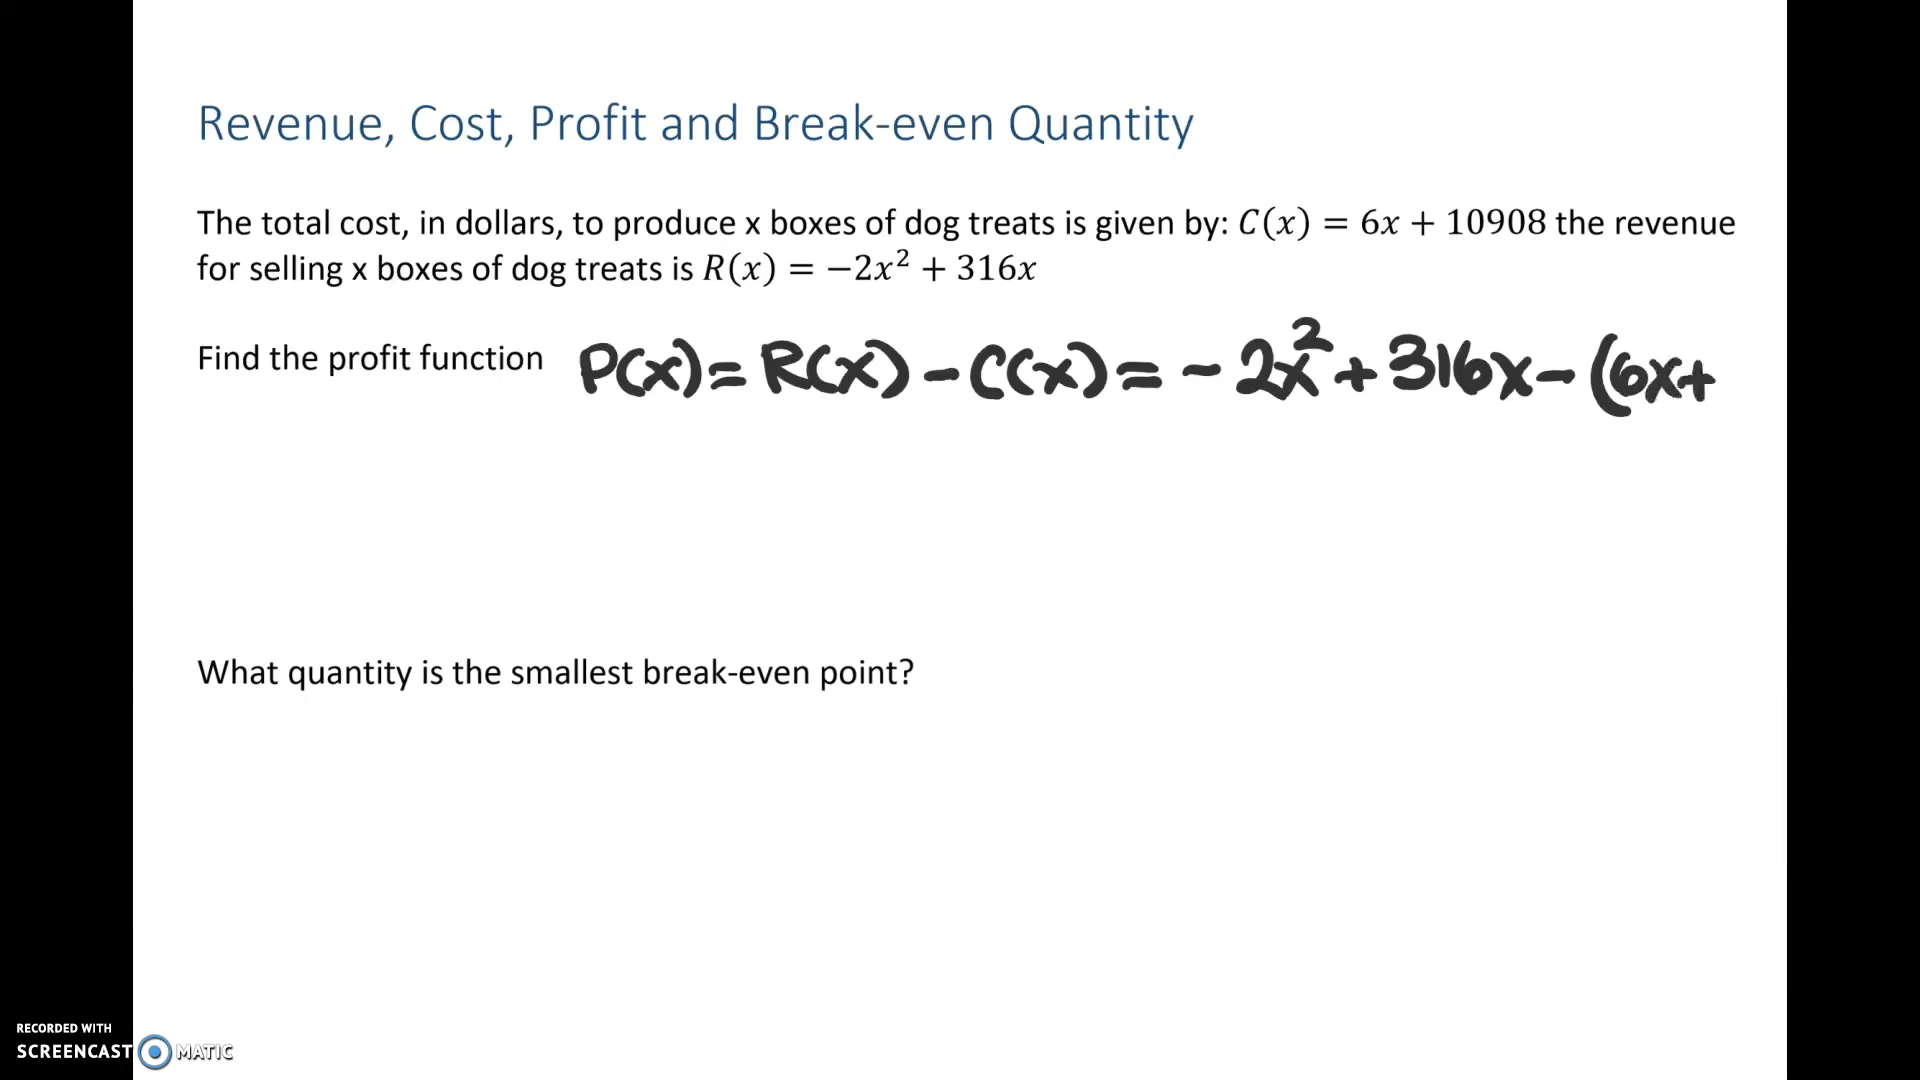 Revenue, Cost, Profit and Break-even Quantity
The total cost, in dollars, to produce x boxes of dog treats is given by: C(x) = 6x + 10908 the revenue
for selling x boxes of dog treats is R(x) = −2x² + 316x
Find the profit function P(x) = R(x) - C(x) = - 2x² + 316x - (6x+
What quantity is the smallest break-even point?
RECORDED WITH
SCREENCAST MATIC